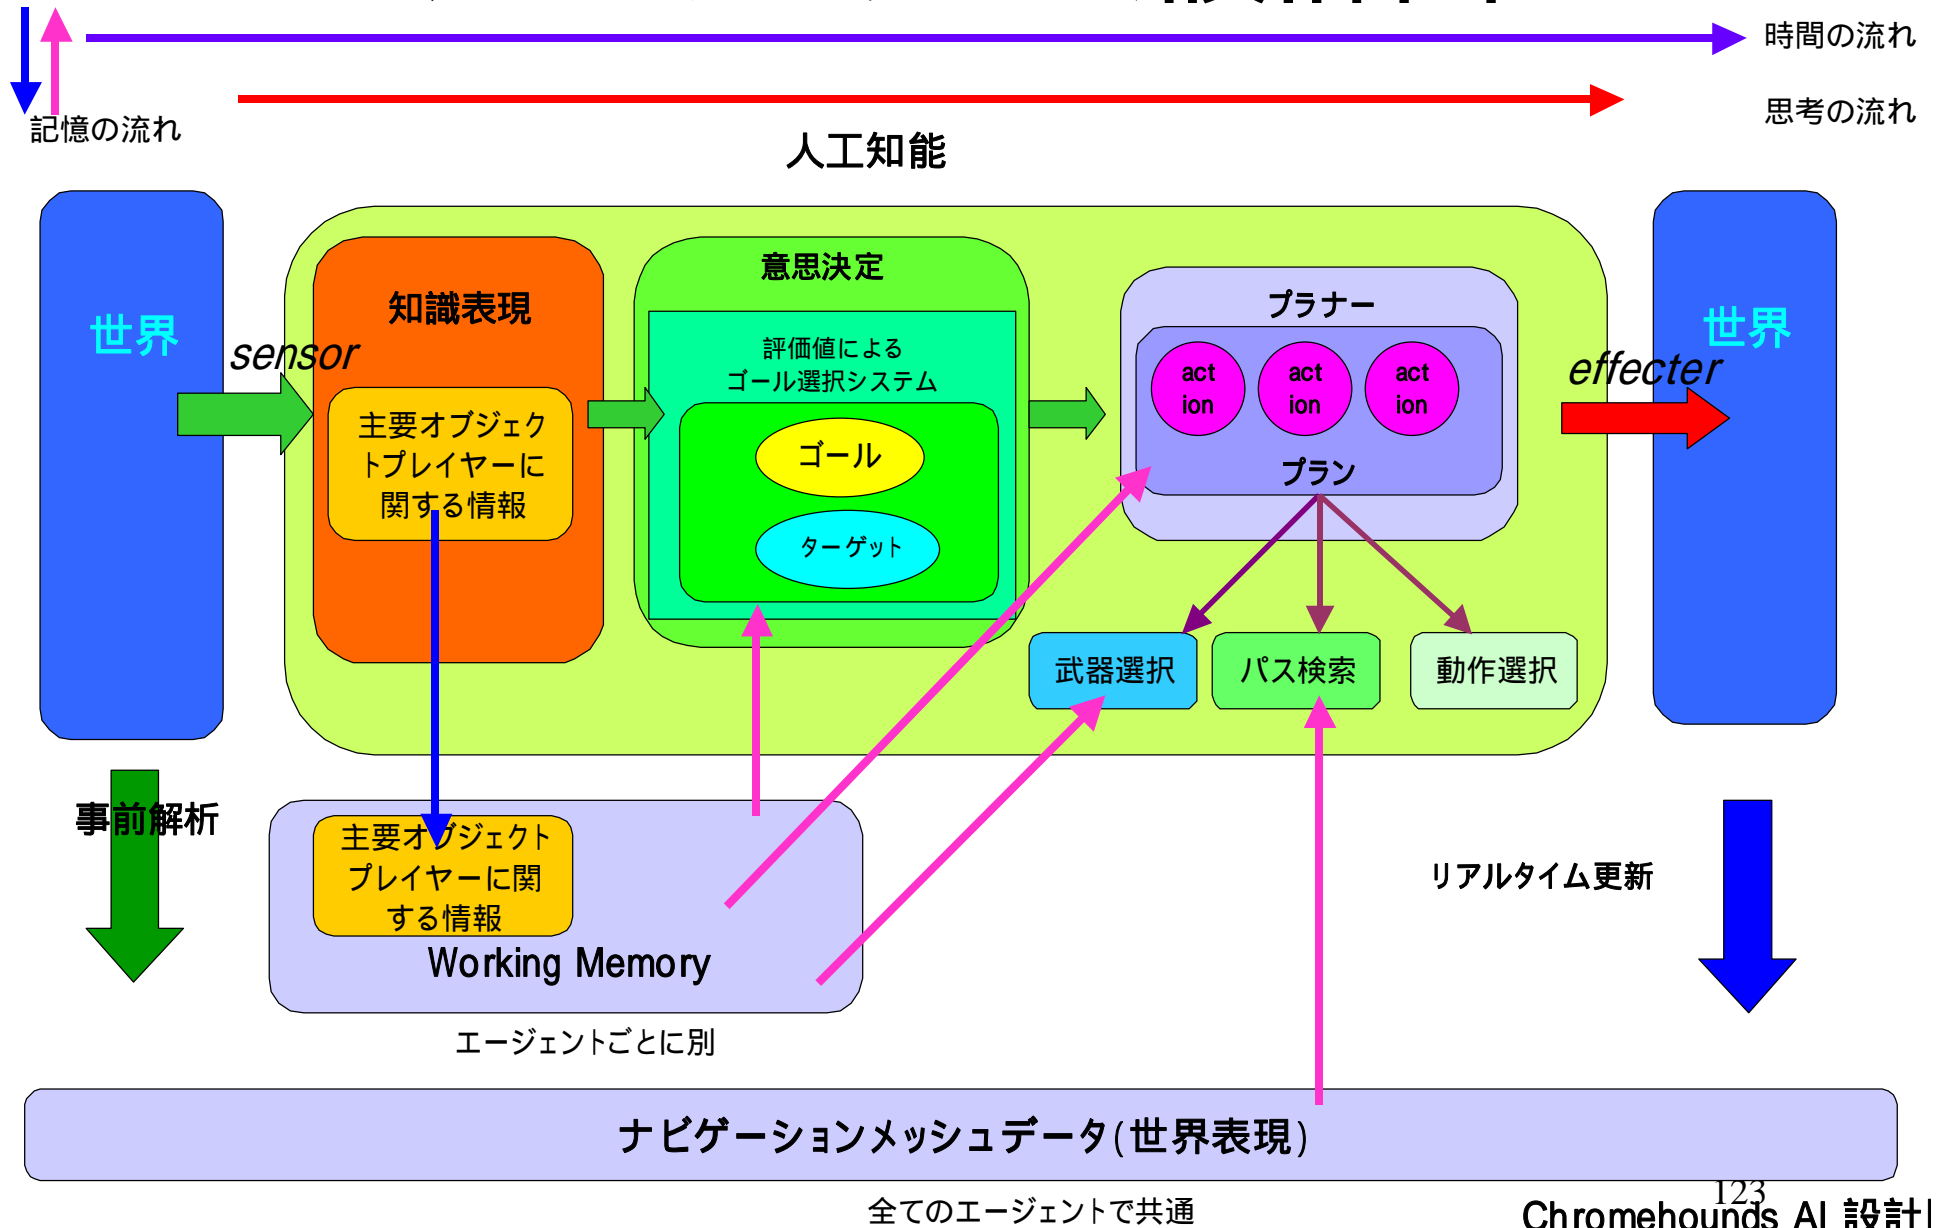 時間の流れ
思考の流れ
記憶の流れ
人工知能
世界
sensor
知識表現
主要オブジェク
トプレイヤーに
関する情報
意思決定
評価値による
ゴール選択システム
ゴール
ターゲット
プラナー
act
ion
act
ion
act
ion
プラン
effecter
世界
武器選択
パス検索
動作選択
事前解析
主要オブジェクト
プレイヤーに関
する情報
Working Memory
エージェントごとに別
リアルタイム更新
ナビゲーションメッシュデータ(世界表現)
全てのエージェントで共通
123
Chromehounds AI 設計